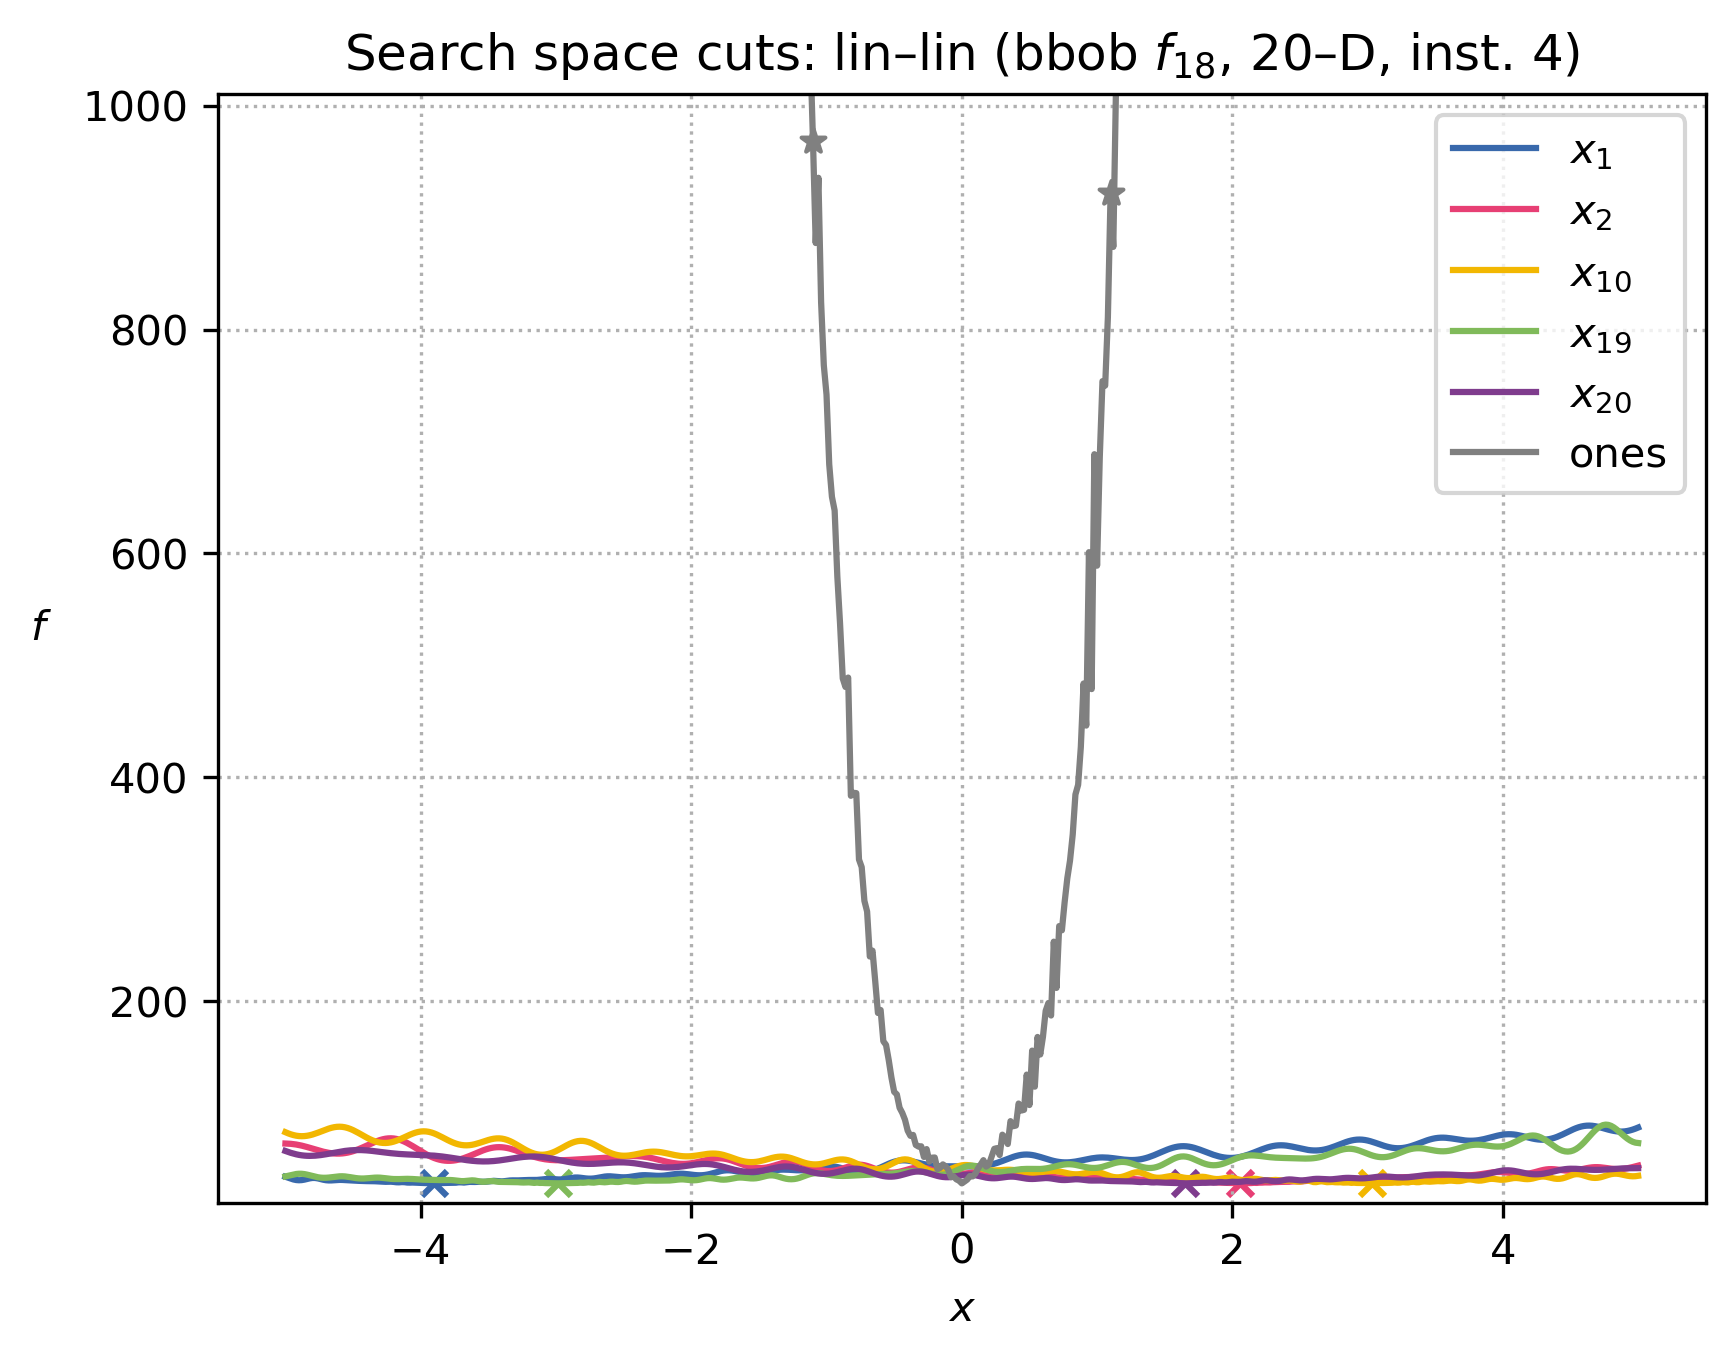 Search space cuts: lin–lin (bbob f₁₈, 20–D, inst. 4)
1000
800
600
400
200
f
−4
−2
0
2
4
x
x₁
x₂
x₁₀
x₁₉
x₂₀
ones